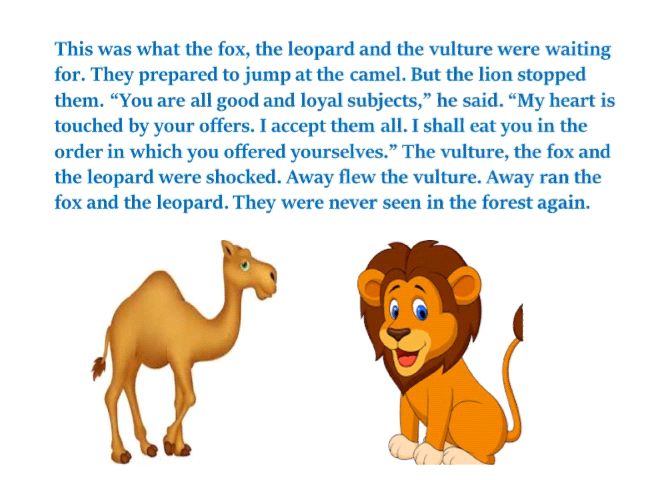 This was what the fox, the leopard and the vulture were waiting
for. They prepared to jump at the camel. But the lion stopped
them. “You are all good and loyal subjects,” he said. “My heart is
touched by your offers. I accept them all. I shall eat you in the
order in which you offered yourselves.” The vulture, the fox and
the leopard were shocked. Away flew the vulture. Away ran the
fox and the leopard. They were never seen in the forest again.